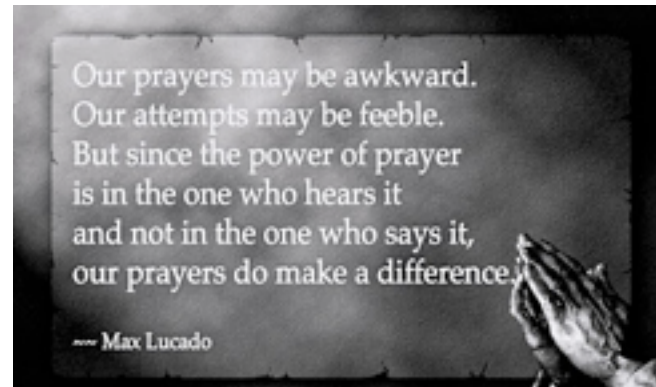 Our prayers may be awkward.
Our attempts may be feeble.
But since the power of prayer
is in the one who hears it
and not in the one who says it,
our prayers do make a difference.
~~ Max Lucado